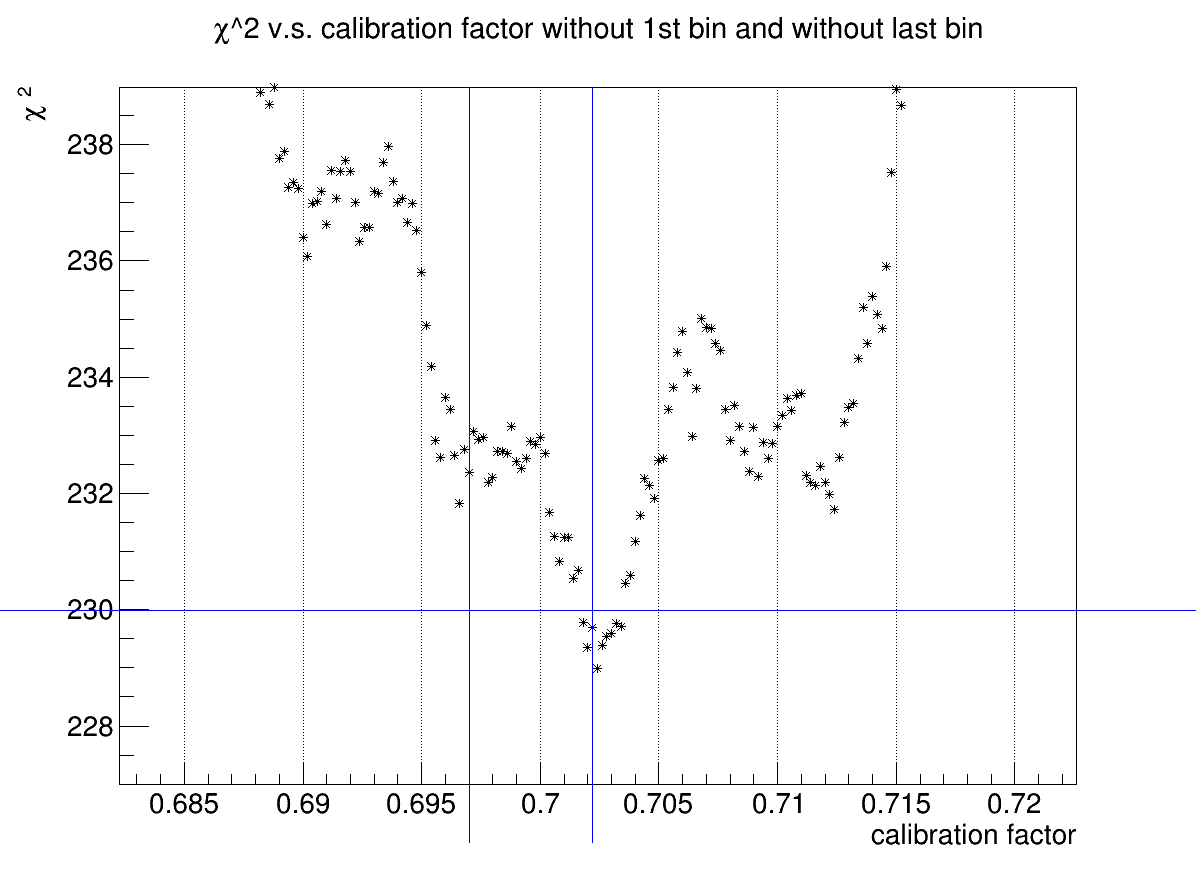 χ^2 v.s. calibration factor without 1st bin and without last bin
χ 2
238
236
234
232
230
228
0.685 0.69 0.695 0.7 0.705 0.71 0.715 0.72
calibration factor